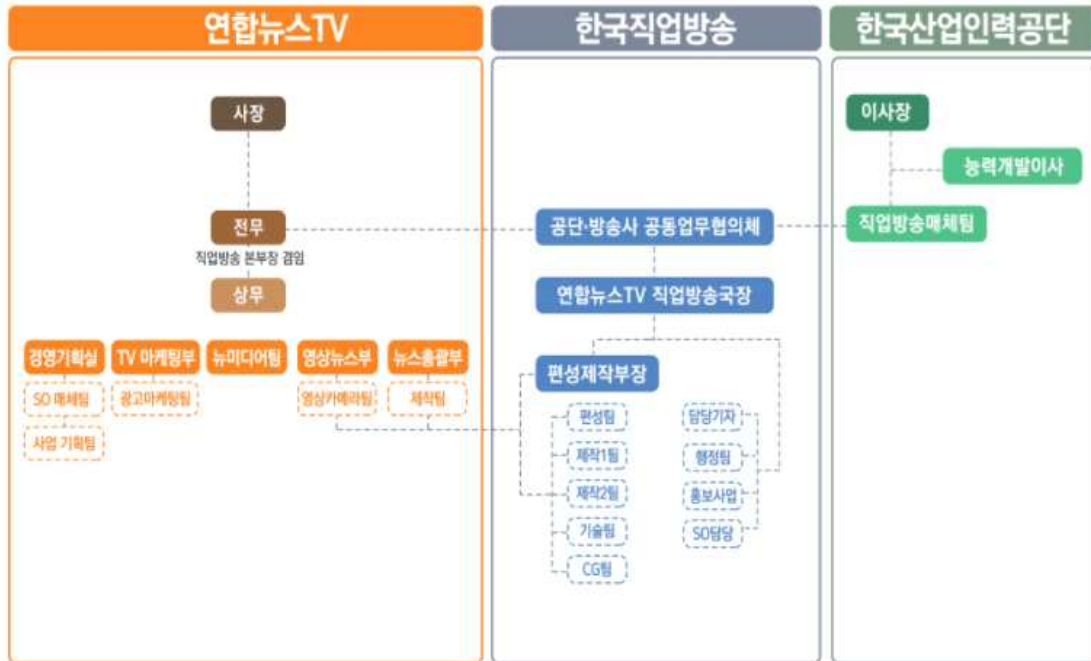 연합뉴스TV
사장
전무
직업방송 본부장 겸임
상무
경영기획실 TV 마케팅부 뉴미디어팀 영상뉴스부 뉴스총괄부
SO 매체팀 광고마케팅팀 영상카메라팀 제작팀
사업 기획팀
한국직업방송
공단·방송사 공동업무협의체
연합뉴스TV 직업방송국장
편성제작부장
편성팀
제작1팀
제작2팀
기술팀
CG팀
담당기자
행정팀
홍보사업
SO담당
한국산업인력공단
이사장
능력개발이사
직업방송매체팀